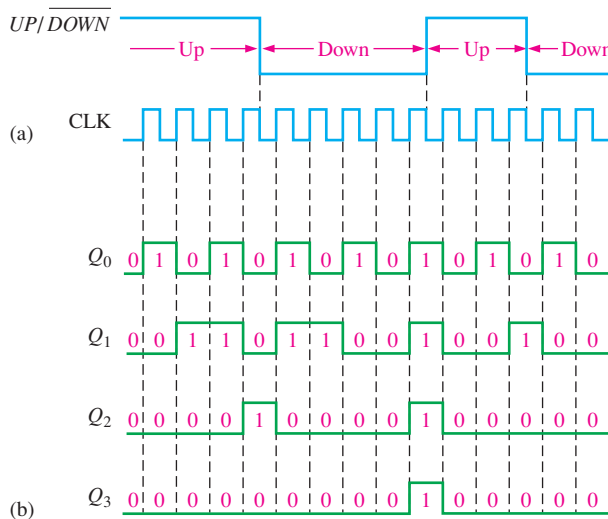 UP/DOWN
Up Down Up Down
(a) CLK
Q0 0 1 0 1 0 1 0 1 0 1 0 1 0 1 0
Q1 0 0 1 1 0 1 1 0 0 1 0 0 1 0 0
Q2 0 0 0 0 1 0 0 0 0 1 0 0 0 0 0
(b) Q3 0 0 0 0 0 0 0 0 0 1 0 0 0 0 0